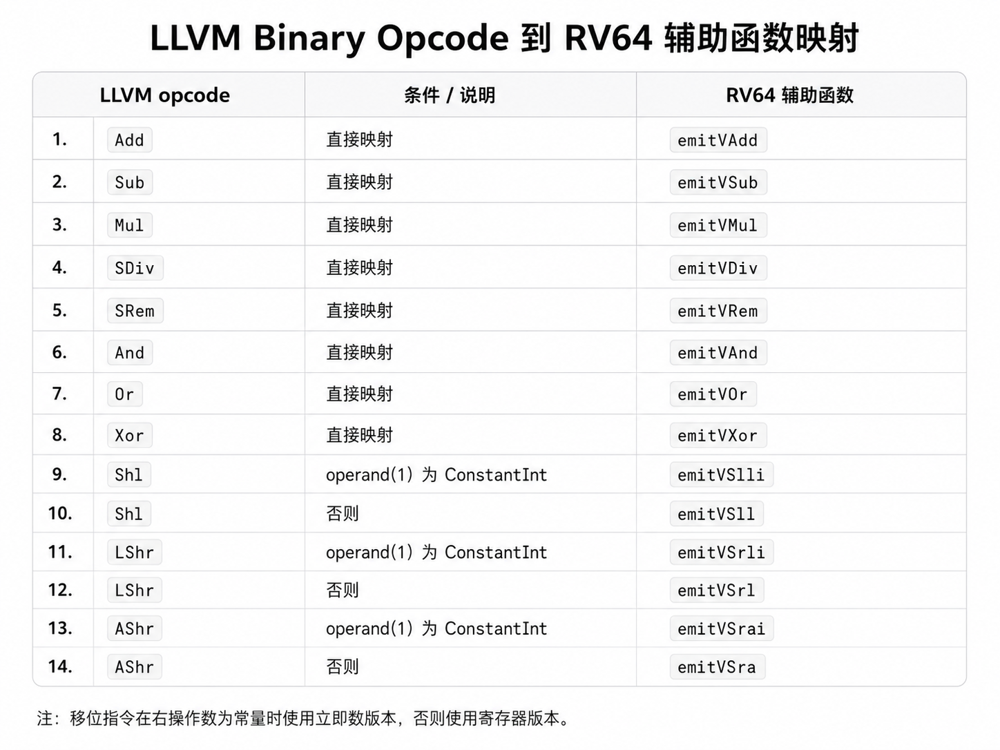 LLVM Binary Opcode 到 RV64 辅助函数映射
LLVM opcode 条件 / 说明 RV64 辅助函数
1. Add 直接映射 emitVAdd
2. Sub 直接映射 emitVSub
3. Mul 直接映射 emitVMul
4. SDiv 直接映射 emitVDiv
5. SRem 直接映射 emitVRem
6. And 直接映射 emitVAnd
7. Or 直接映射 emitVOr
8. Xor 直接映射 emitVXor
9. Shl operand(1) 为 ConstantInt emitVSlli
10. Shl 否则 emitVSll
11. LShr operand(1) 为 ConstantInt emitVSrli
12. LShr 否则 emitVSrl
13. AShr operand(1) 为 ConstantInt emitVSrai
14. AShr 否则 emitVSra
注：移位指令在右操作数为常量时使用立即数版本，否则使用寄存器版本。